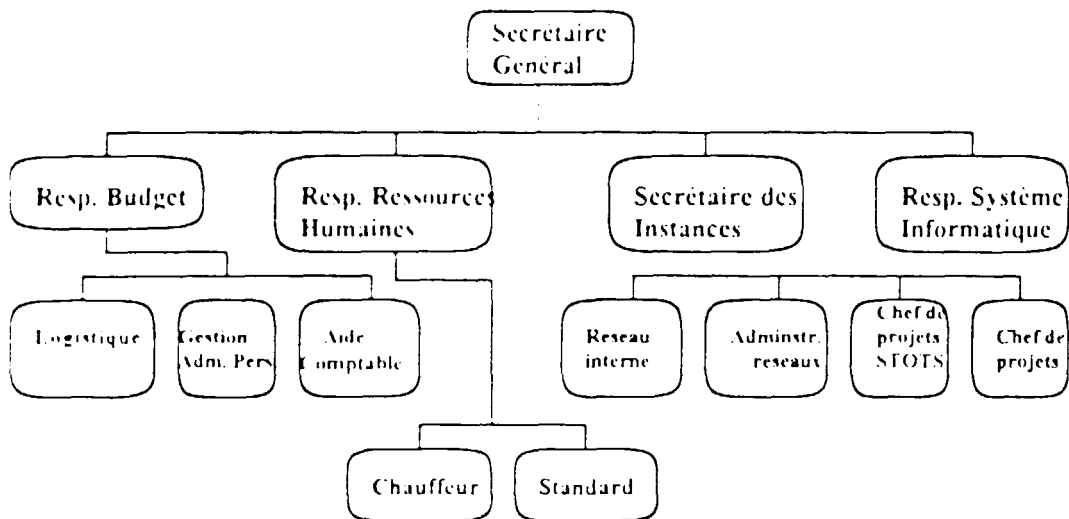 Secrétaire
Général
Resp. Budget
Resp. Ressources
Humaines
Secrétaire des
Instances
Resp. Système
Informatique
Logistique
Gestion
Adm. Pers
Aide
Comptable
Reseau
interne
Adminstr.
reseaux
Chef de
projets
STOTS
Chef de
projets
Chauffeur
Standard